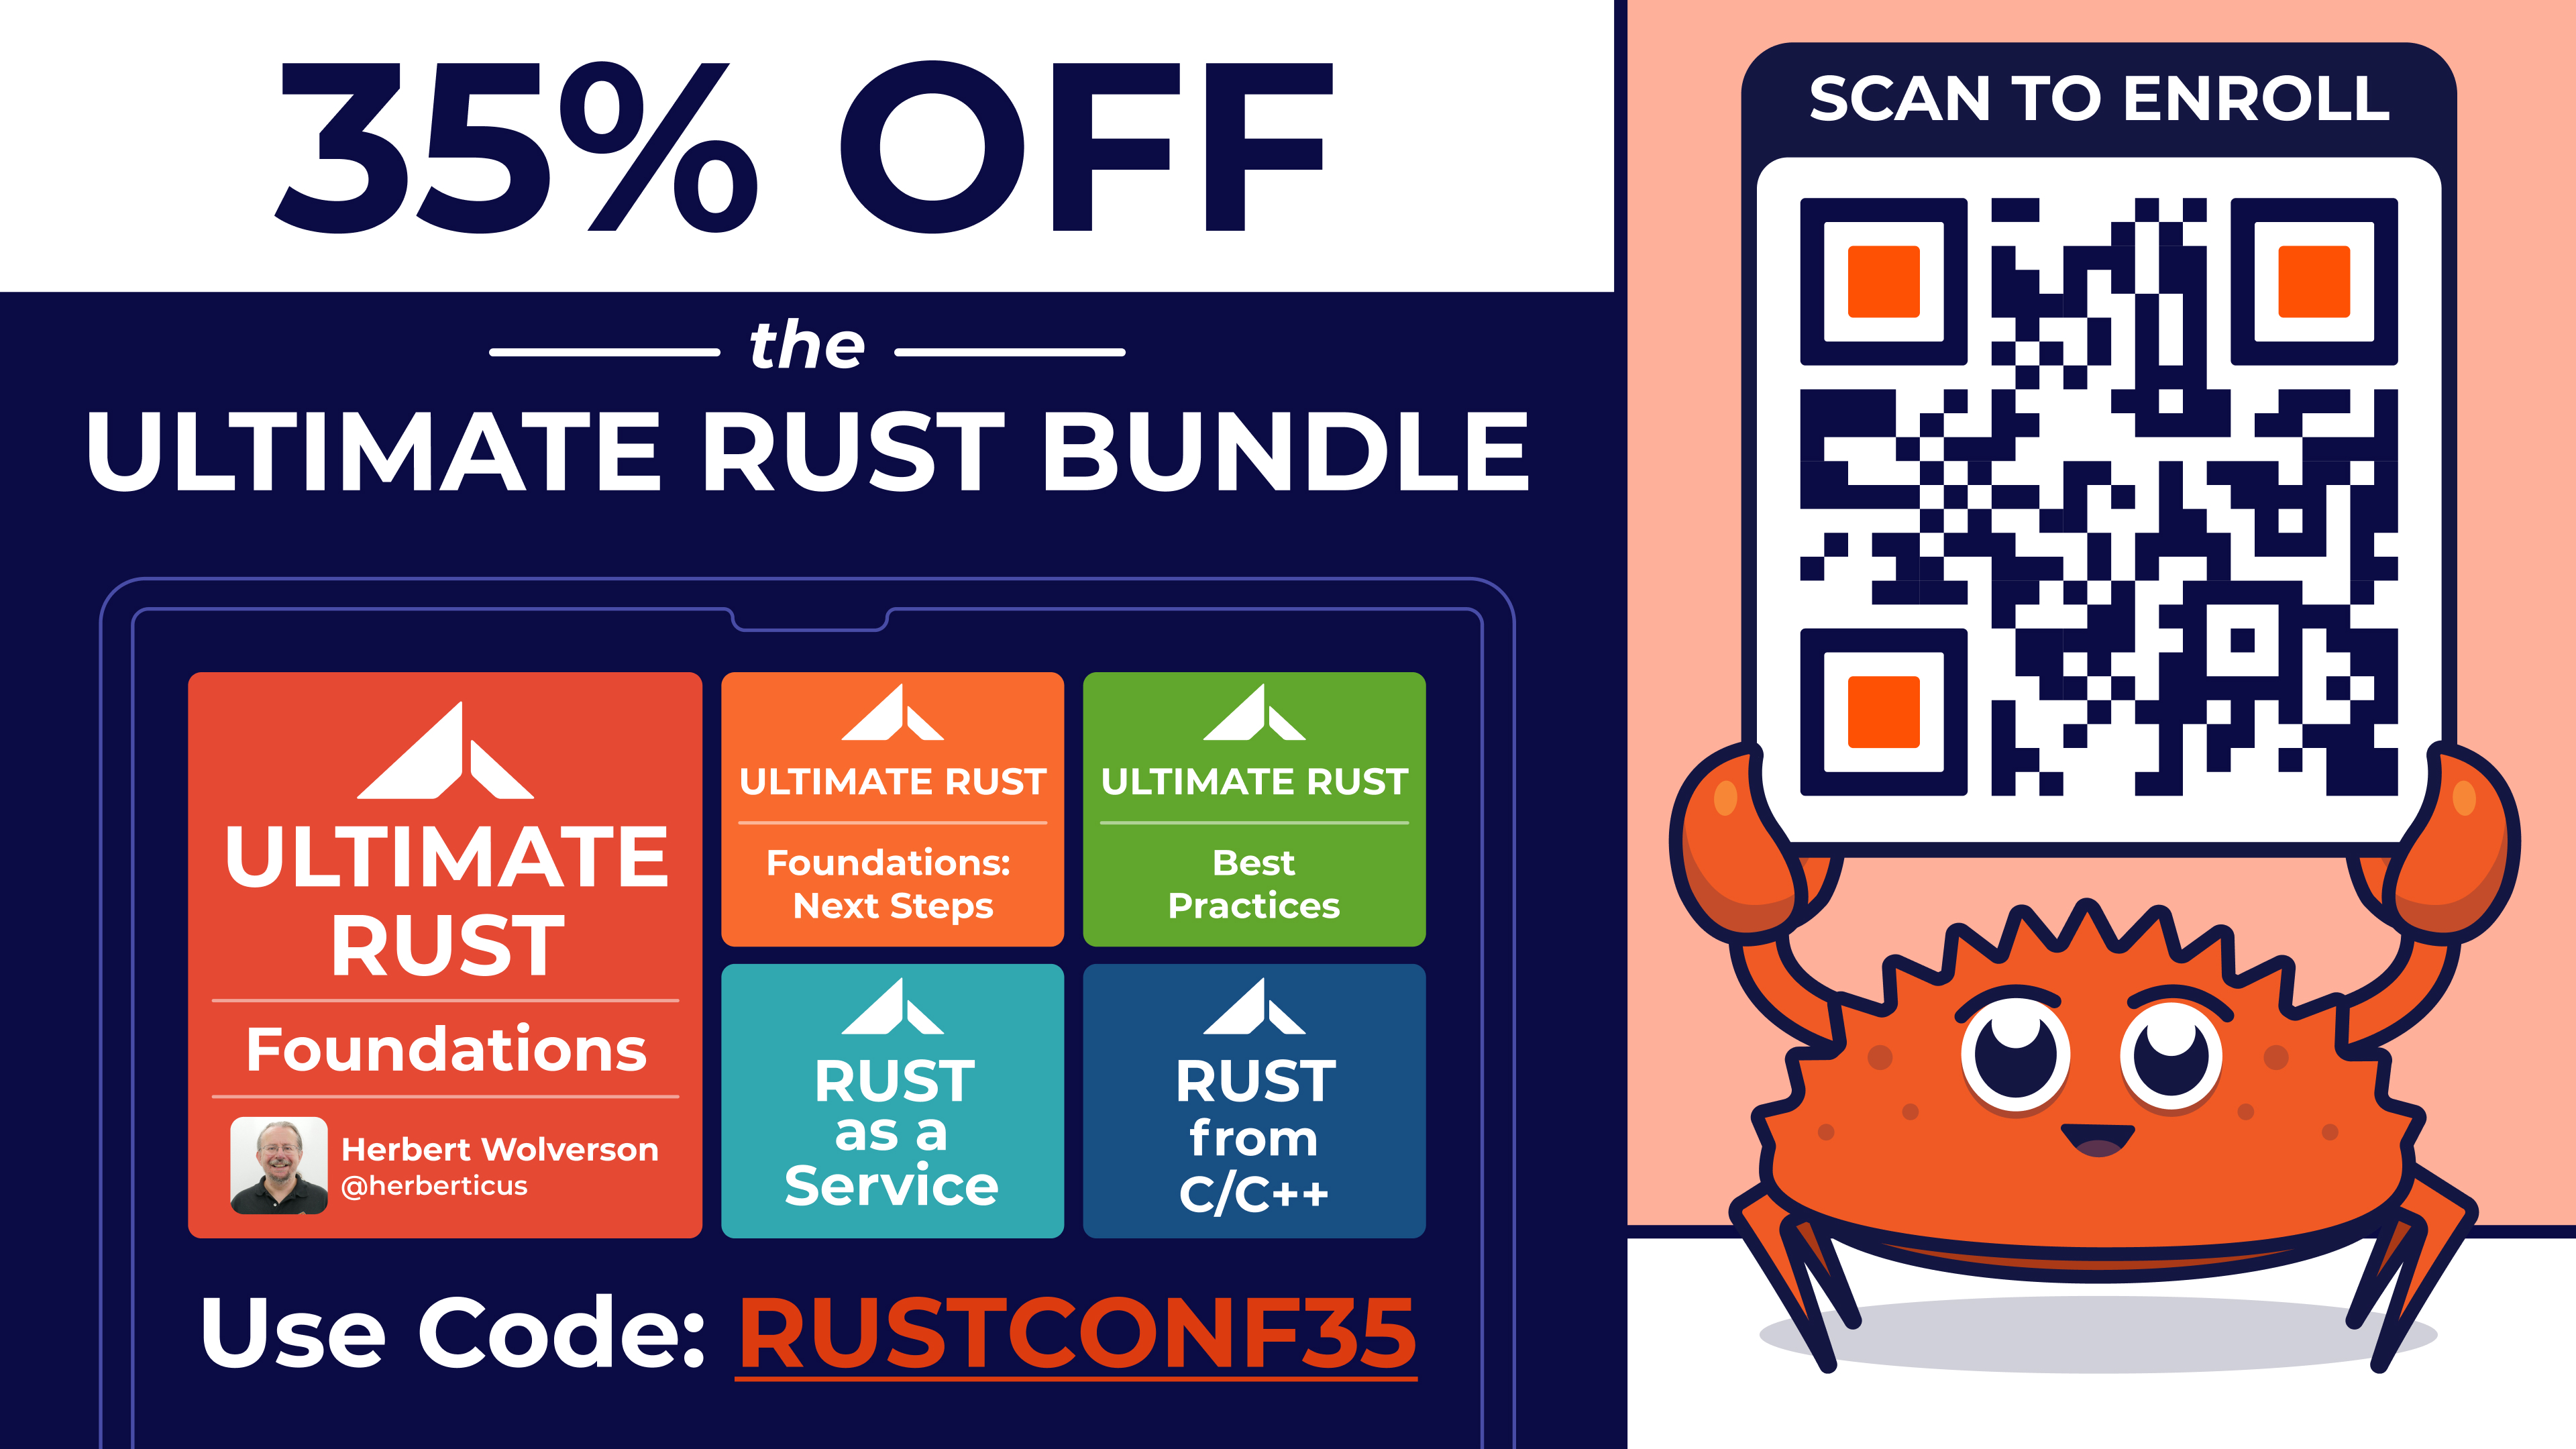 35% OFF
the
ULTIMATE RUST BUNDLE
ULTIMATE
RUST
Foundations
Herbert Wolverson
@herberticus
ULTIMATE RUST
Foundations:
Next Steps
ULTIMATE RUST
Best
Practices
RUST
as a
Service
RUST
from
C/C++
Use Code: RUSTCONF35
SCAN TO ENROLL